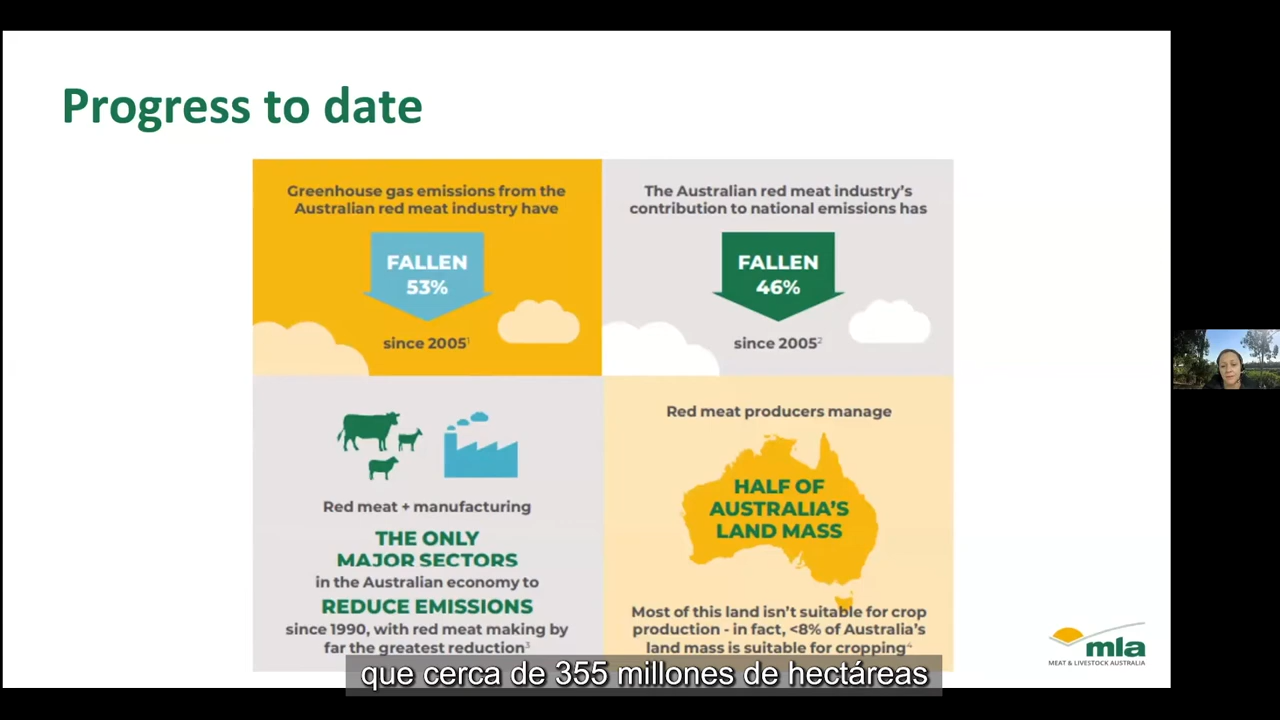 Progress to date
Greenhouse gas emissions from the
Australian red meat industry have
FALLEN
53%
since 2005¹
The Australian red meat industry's
contribution to national emissions has
FALLEN
46%
since 2005²
Red meat + manufacturing
THE ONLY
MAJOR SECTORS
in the Australian economy to
REDUCE EMISSIONS
since 1990, with red meat making by
far the greatest reduction³
Red meat producers manage
HALF OF
AUSTRALIA'S
LAND MASS
Most of this land isn't suitable for crop
production - in fact, <8% of Australia's
land mass is suitable for cropping⁴
mla
MEAT & LIVESTOCK AUSTRALIA
que cerca de 355 millones de hectáreas